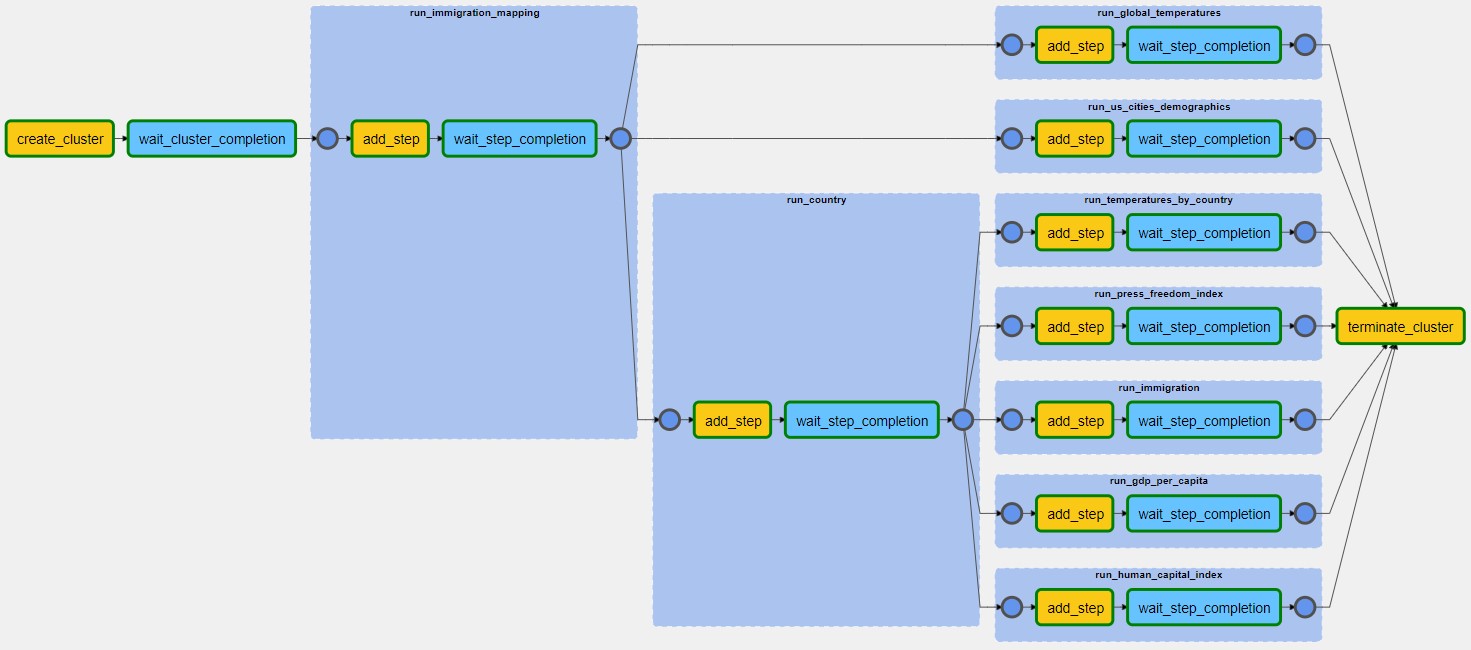 run_immigration_mapping
run_global_temperatures
add_step
wait_step_completion
run_us_cities_demographics
create_cluster
wait_cluster_completion
add_step
wait_step_completion
add_step
wait_step_completion
run_country
run_temperatures_by_country
add_step
wait_step_completion
run_press_freedom_index
add_step
wait_step_completion
terminate_cluster
run_immigration
add_step
wait_step_completion
add_step
wait_step_completion
run_gdp_per_capita
add_step
wait_step_completion
run_human_capital_index
add_step
wait_step_completion